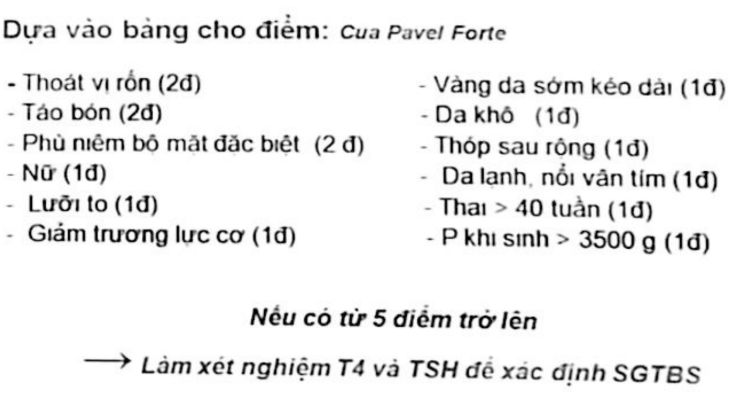 Dựa vào bảng cho điểm: Cua Pavel Forte
- Thoát vị rốn (2đ)
- Táo bón (2đ)
- Phù niêm bộ mặt đặc biệt (2 đ)
- Nữ (1đ)
- Lưỡi to (1đ)
- Giảm trương lực cơ (1đ)
- Vàng da sớm kéo dài (1đ)
- Da khô (1đ)
- Thóp sau rộng (1đ)
- Da lạnh, nổi vân tím (1đ)
- Thai > 40 tuần (1đ)
- P khi sinh > 3500 g (1đ)
Nếu có từ 5 điểm trở lên
⟶ Làm xét nghiệm T4 và TSH để xác định SGTBS